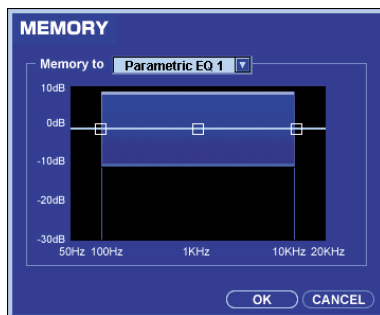 MEMORY
Memory to Parametric EQ 1
10dB
0dB
-10dB
-20dB
-30dB
50Hz 100Hz 1KHz 10KHz 20KHz
OK CANCEL